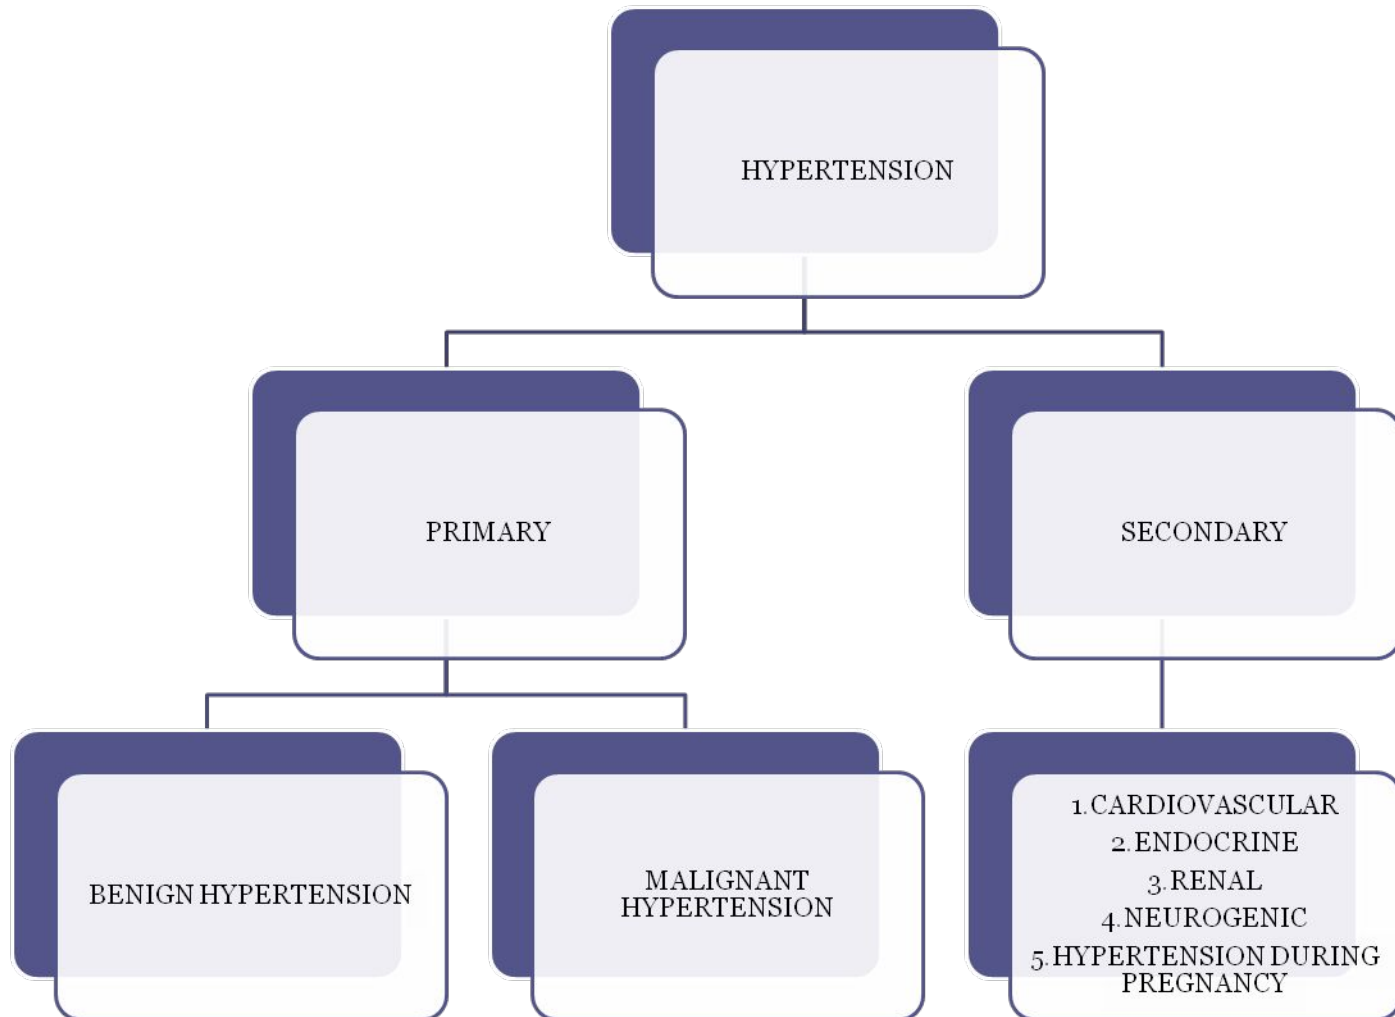 HYPERTENSION
PRIMARY
SECONDARY
BENIGN HYPERTENSION
MALIGNANT
HYPERTENSION
1. CARDIOVASCULAR
2. ENDOCRINE
3. RENAL
4. NEUROGENIC
5. HYPERTENSION DURING
PREGNANCY